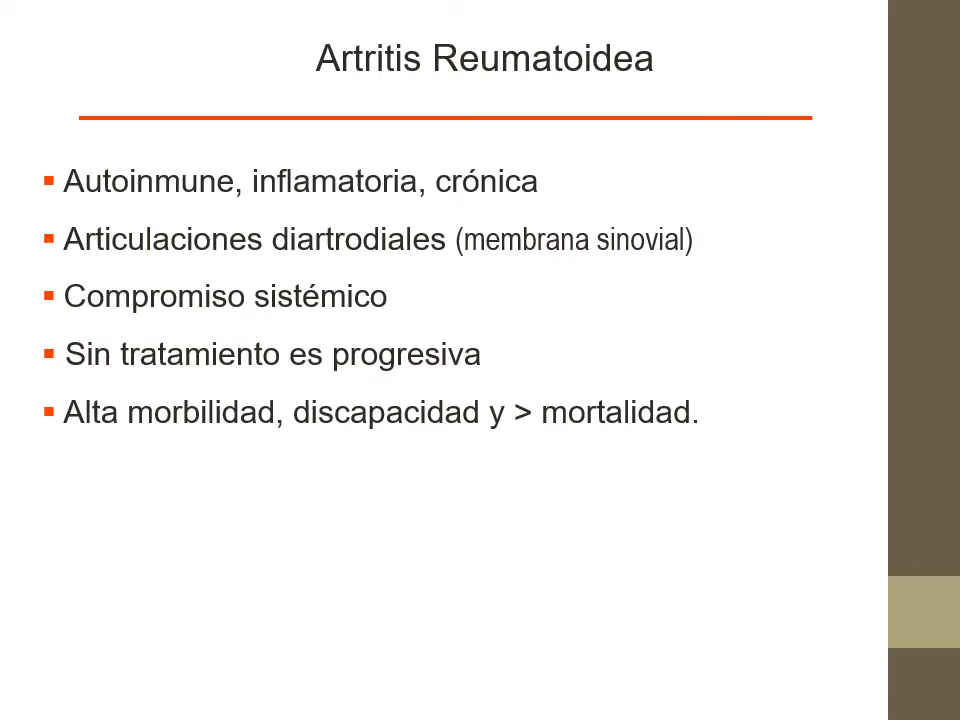 Artritis Reumatoidea
▪ Autoinmune, inflamatoria, crónica
▪ Articulaciones diartrodiales (membrana sinovial)
▪ Compromiso sistémico
▪ Sin tratamiento es progresiva
▪ Alta morbilidad, discapacidad y > mortalidad.